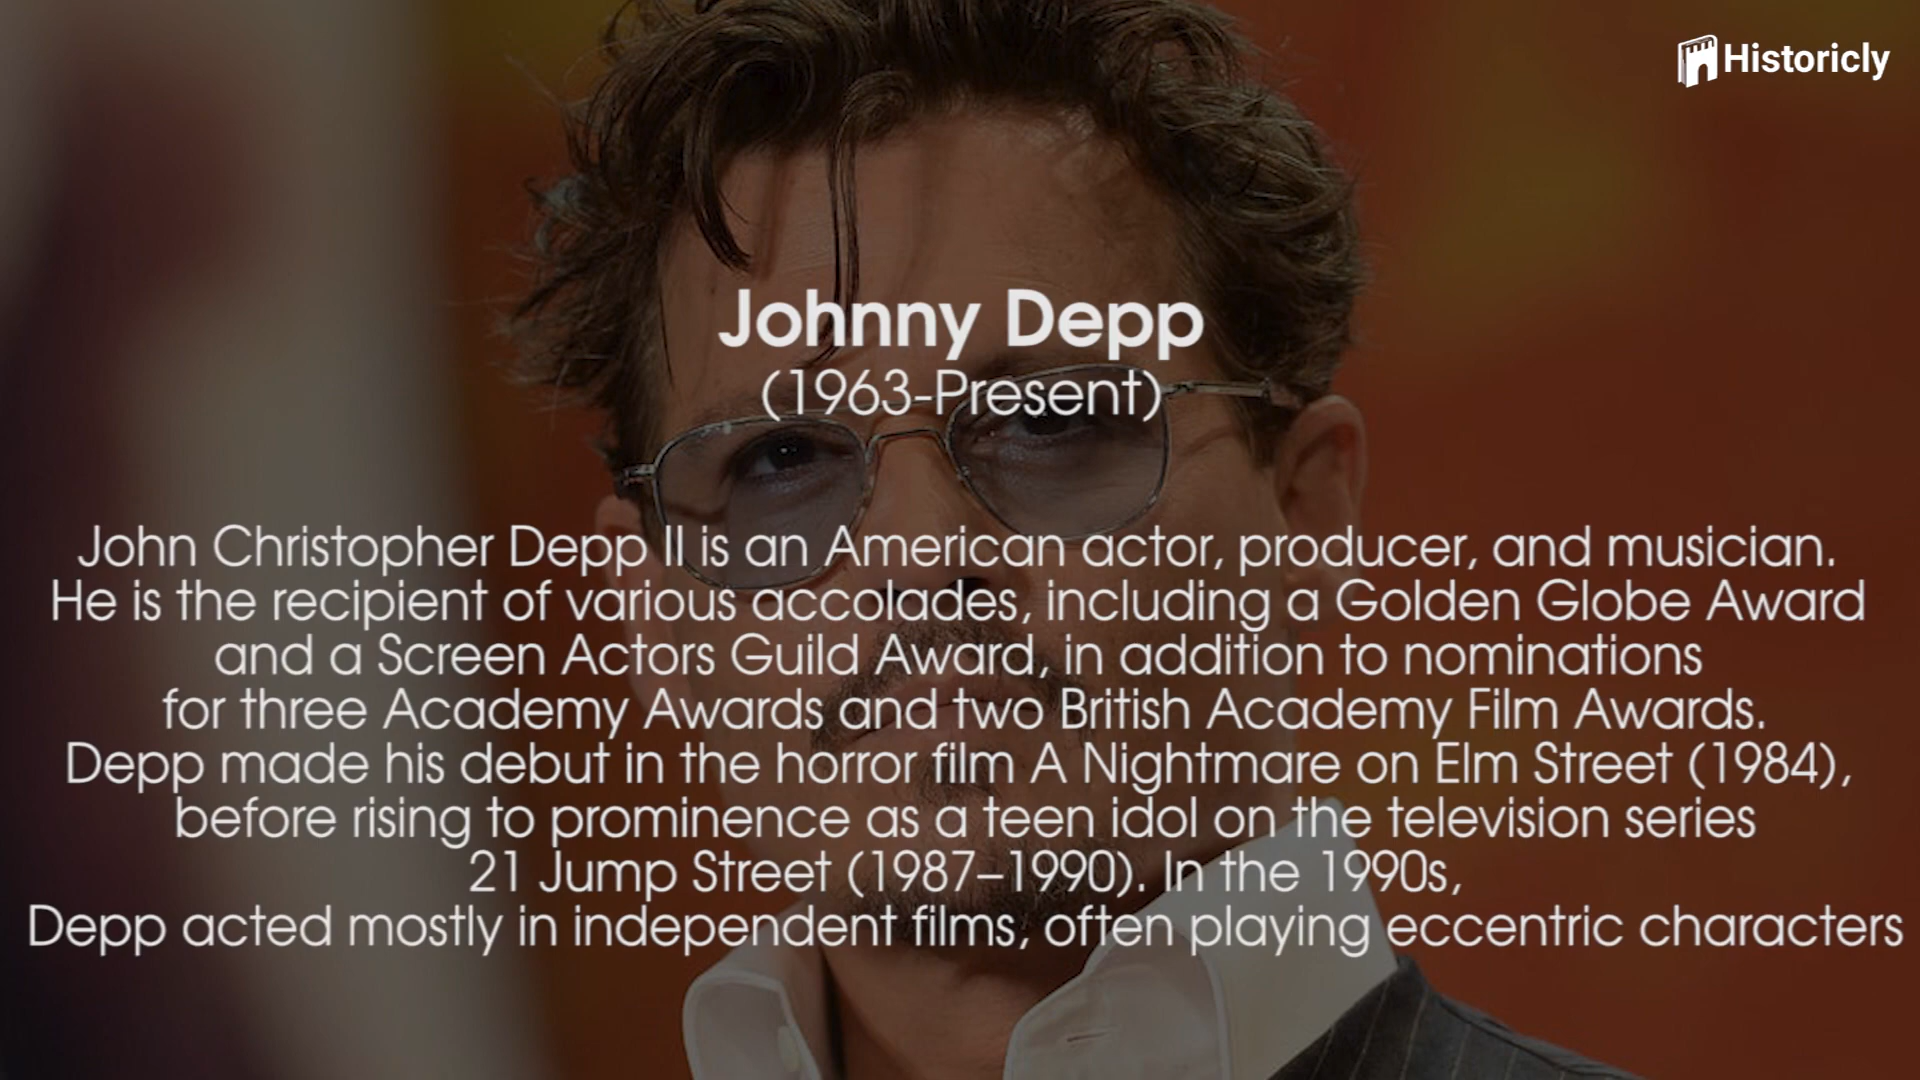 Historicly
Johnny Depp
(1963-Present)
John Christopher Depp II is an American actor, producer, and musician.
He is the recipient of various accolades, including a Golden Globe Award
and a Screen Actors Guild Award, in addition to nominations
for three Academy Awards and two British Academy Film Awards.
Depp made his debut in the horror film A Nightmare on Elm Street (1984),
before rising to prominence as a teen idol on the television series
21 Jump Street (1987–1990). In the 1990s,
Depp acted mostly in independent films, often playing eccentric characters